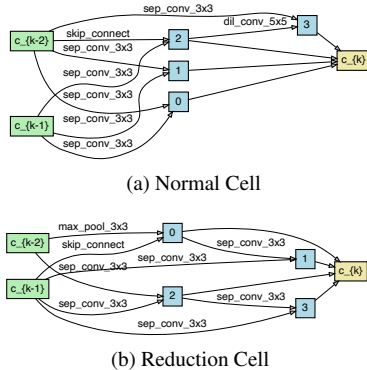 sep_conv_3x3
c_{k-2}
skip_connect
2
dil_conv_5x5
3
sep_conv_3x3
c_{k}
sep_conv_3x3
1
sep_conv_3x3
0
c_{k-1}
sep_conv_3x3
(a) Normal Cell
max_pool_3x3
0
c_{k-2}
skip_connect
sep_conv_3x3
sep_conv_3x3
1
c_{k}
c_{k-1}
sep_conv_3x3
2
sep_conv_3x3
sep_conv_3x3
3
sep_conv_3x3
(b) Reduction Cell